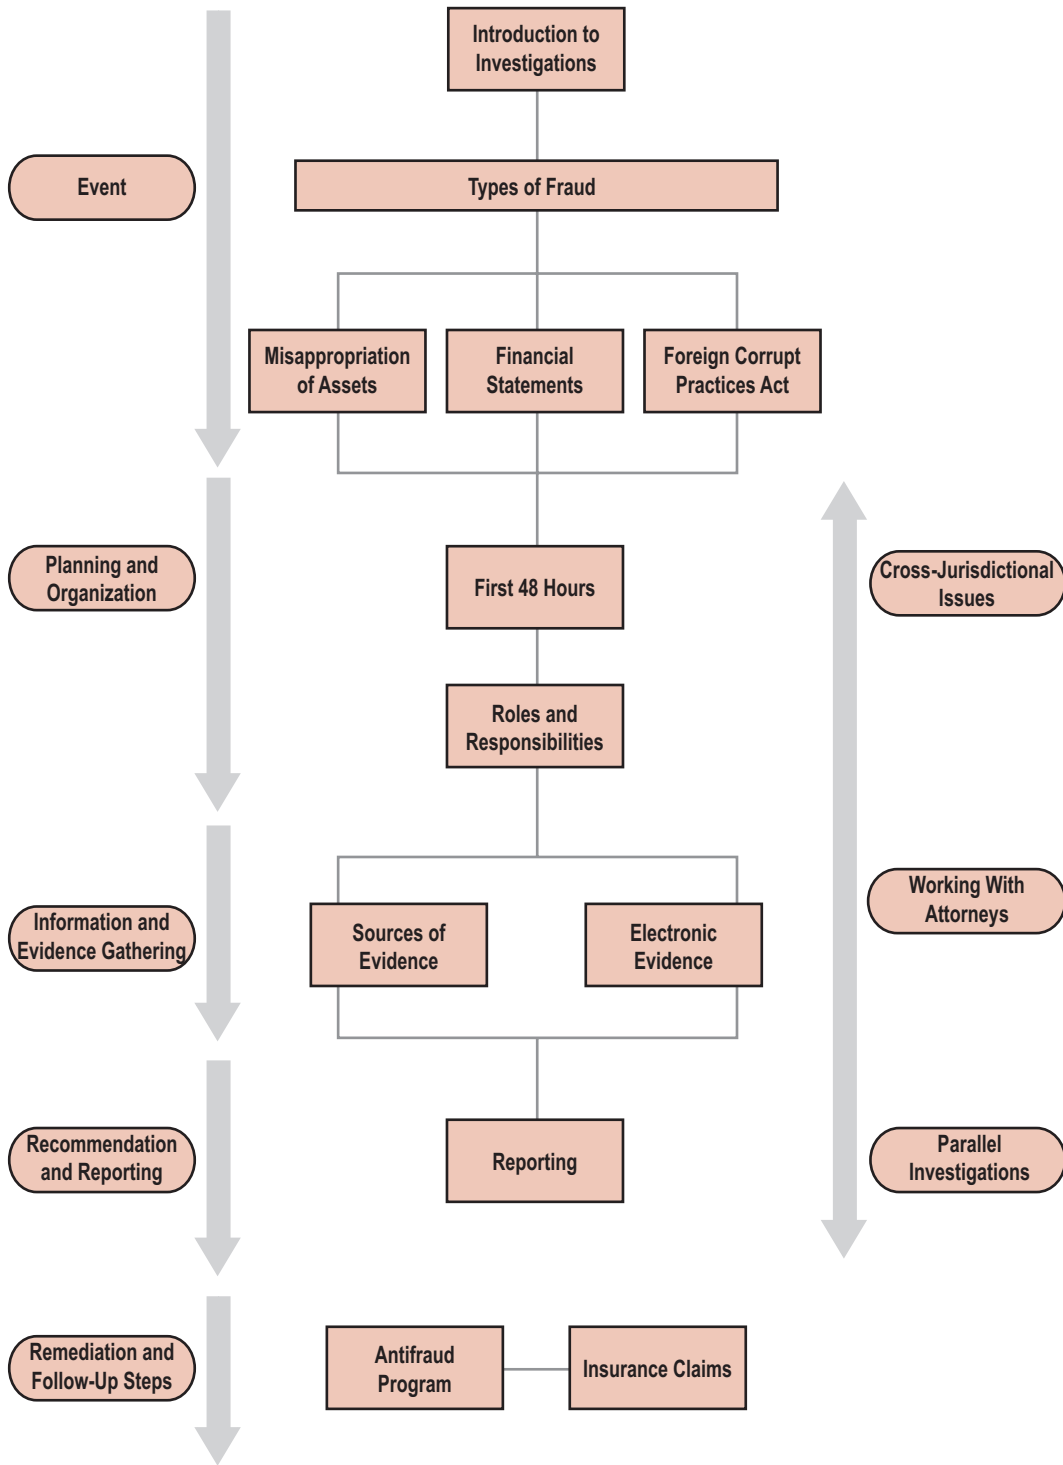 Introduction to
Investigations
Event
Types of Fraud
Misappropriation
of Assets
Financial
Statements
Foreign Corrupt
Practices Act
Planning and
Organization
First 48 Hours
Cross-Jurisdictional
Issues
Roles and
Responsibilities
Information and
Evidence Gathering
Sources of
Evidence
Electronic
Evidence
Working With
Attorneys
Recommendation
and Reporting
Reporting
Parallel
Investigations
Remediation and
Follow-Up Steps
Antifraud
Program
Insurance Claims